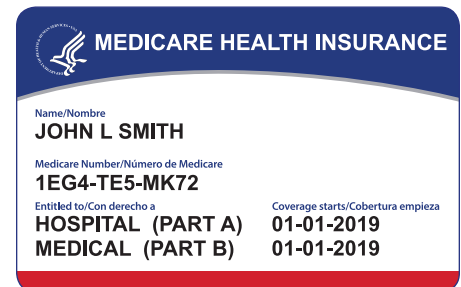 MEDICARE HEALTH INSURANCE
Name/Nombre
JOHN L SMITH
Medicare Number/Número de Medicare
1EG4-TE5-MK72
Entitled to/Con derecho a Coverage starts/Cobertura empieza
HOSPITAL (PART A) 01-01-2019
MEDICAL (PART B) 01-01-2019